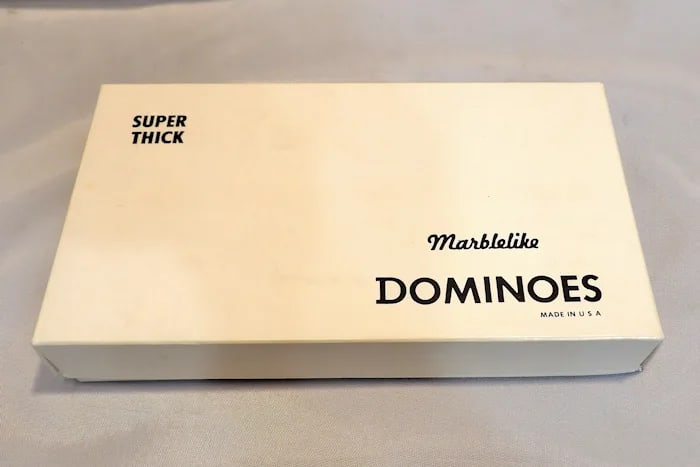 SUPER
THICK
Marblelike
DOMINOES
MADE IN U S A